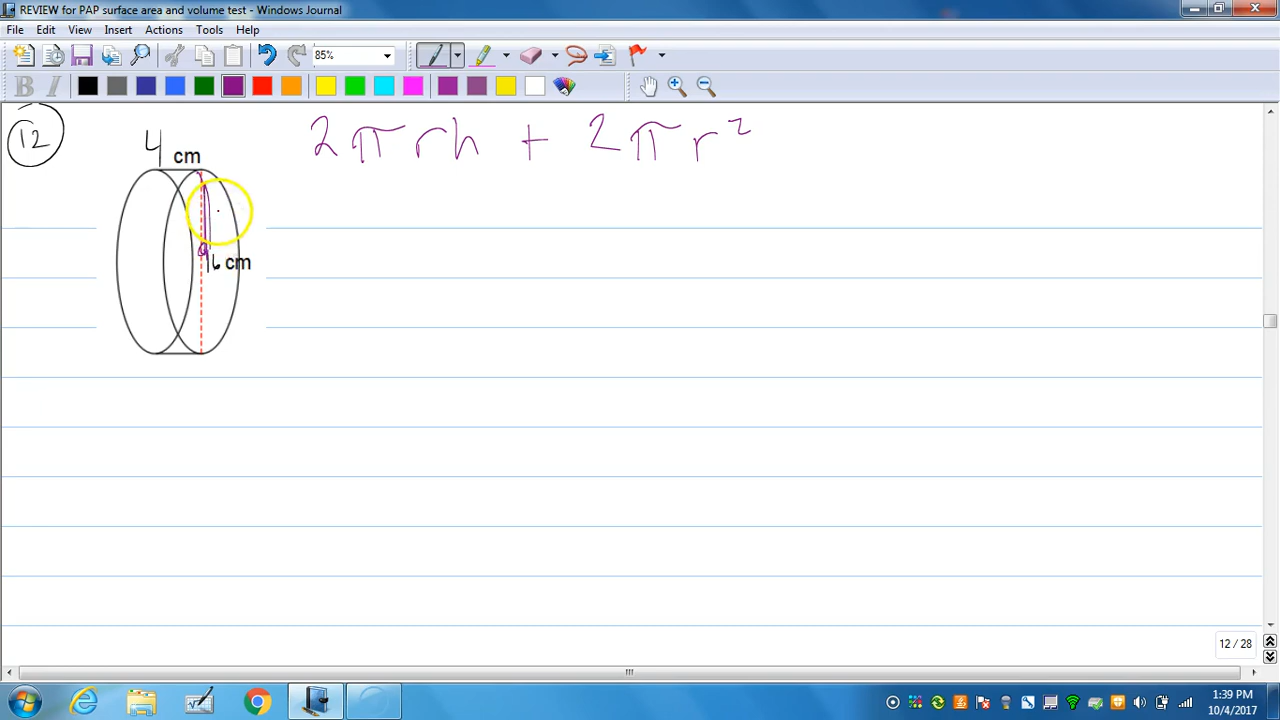 REVIEW for PAP surface area and volume test - Windows Journal
File Edit View Insert Actions Tools Help
85%
B I
12
4 cm
2πrh + 2πr²
16 cm
12 / 28
1:39 PM
10/4/2017